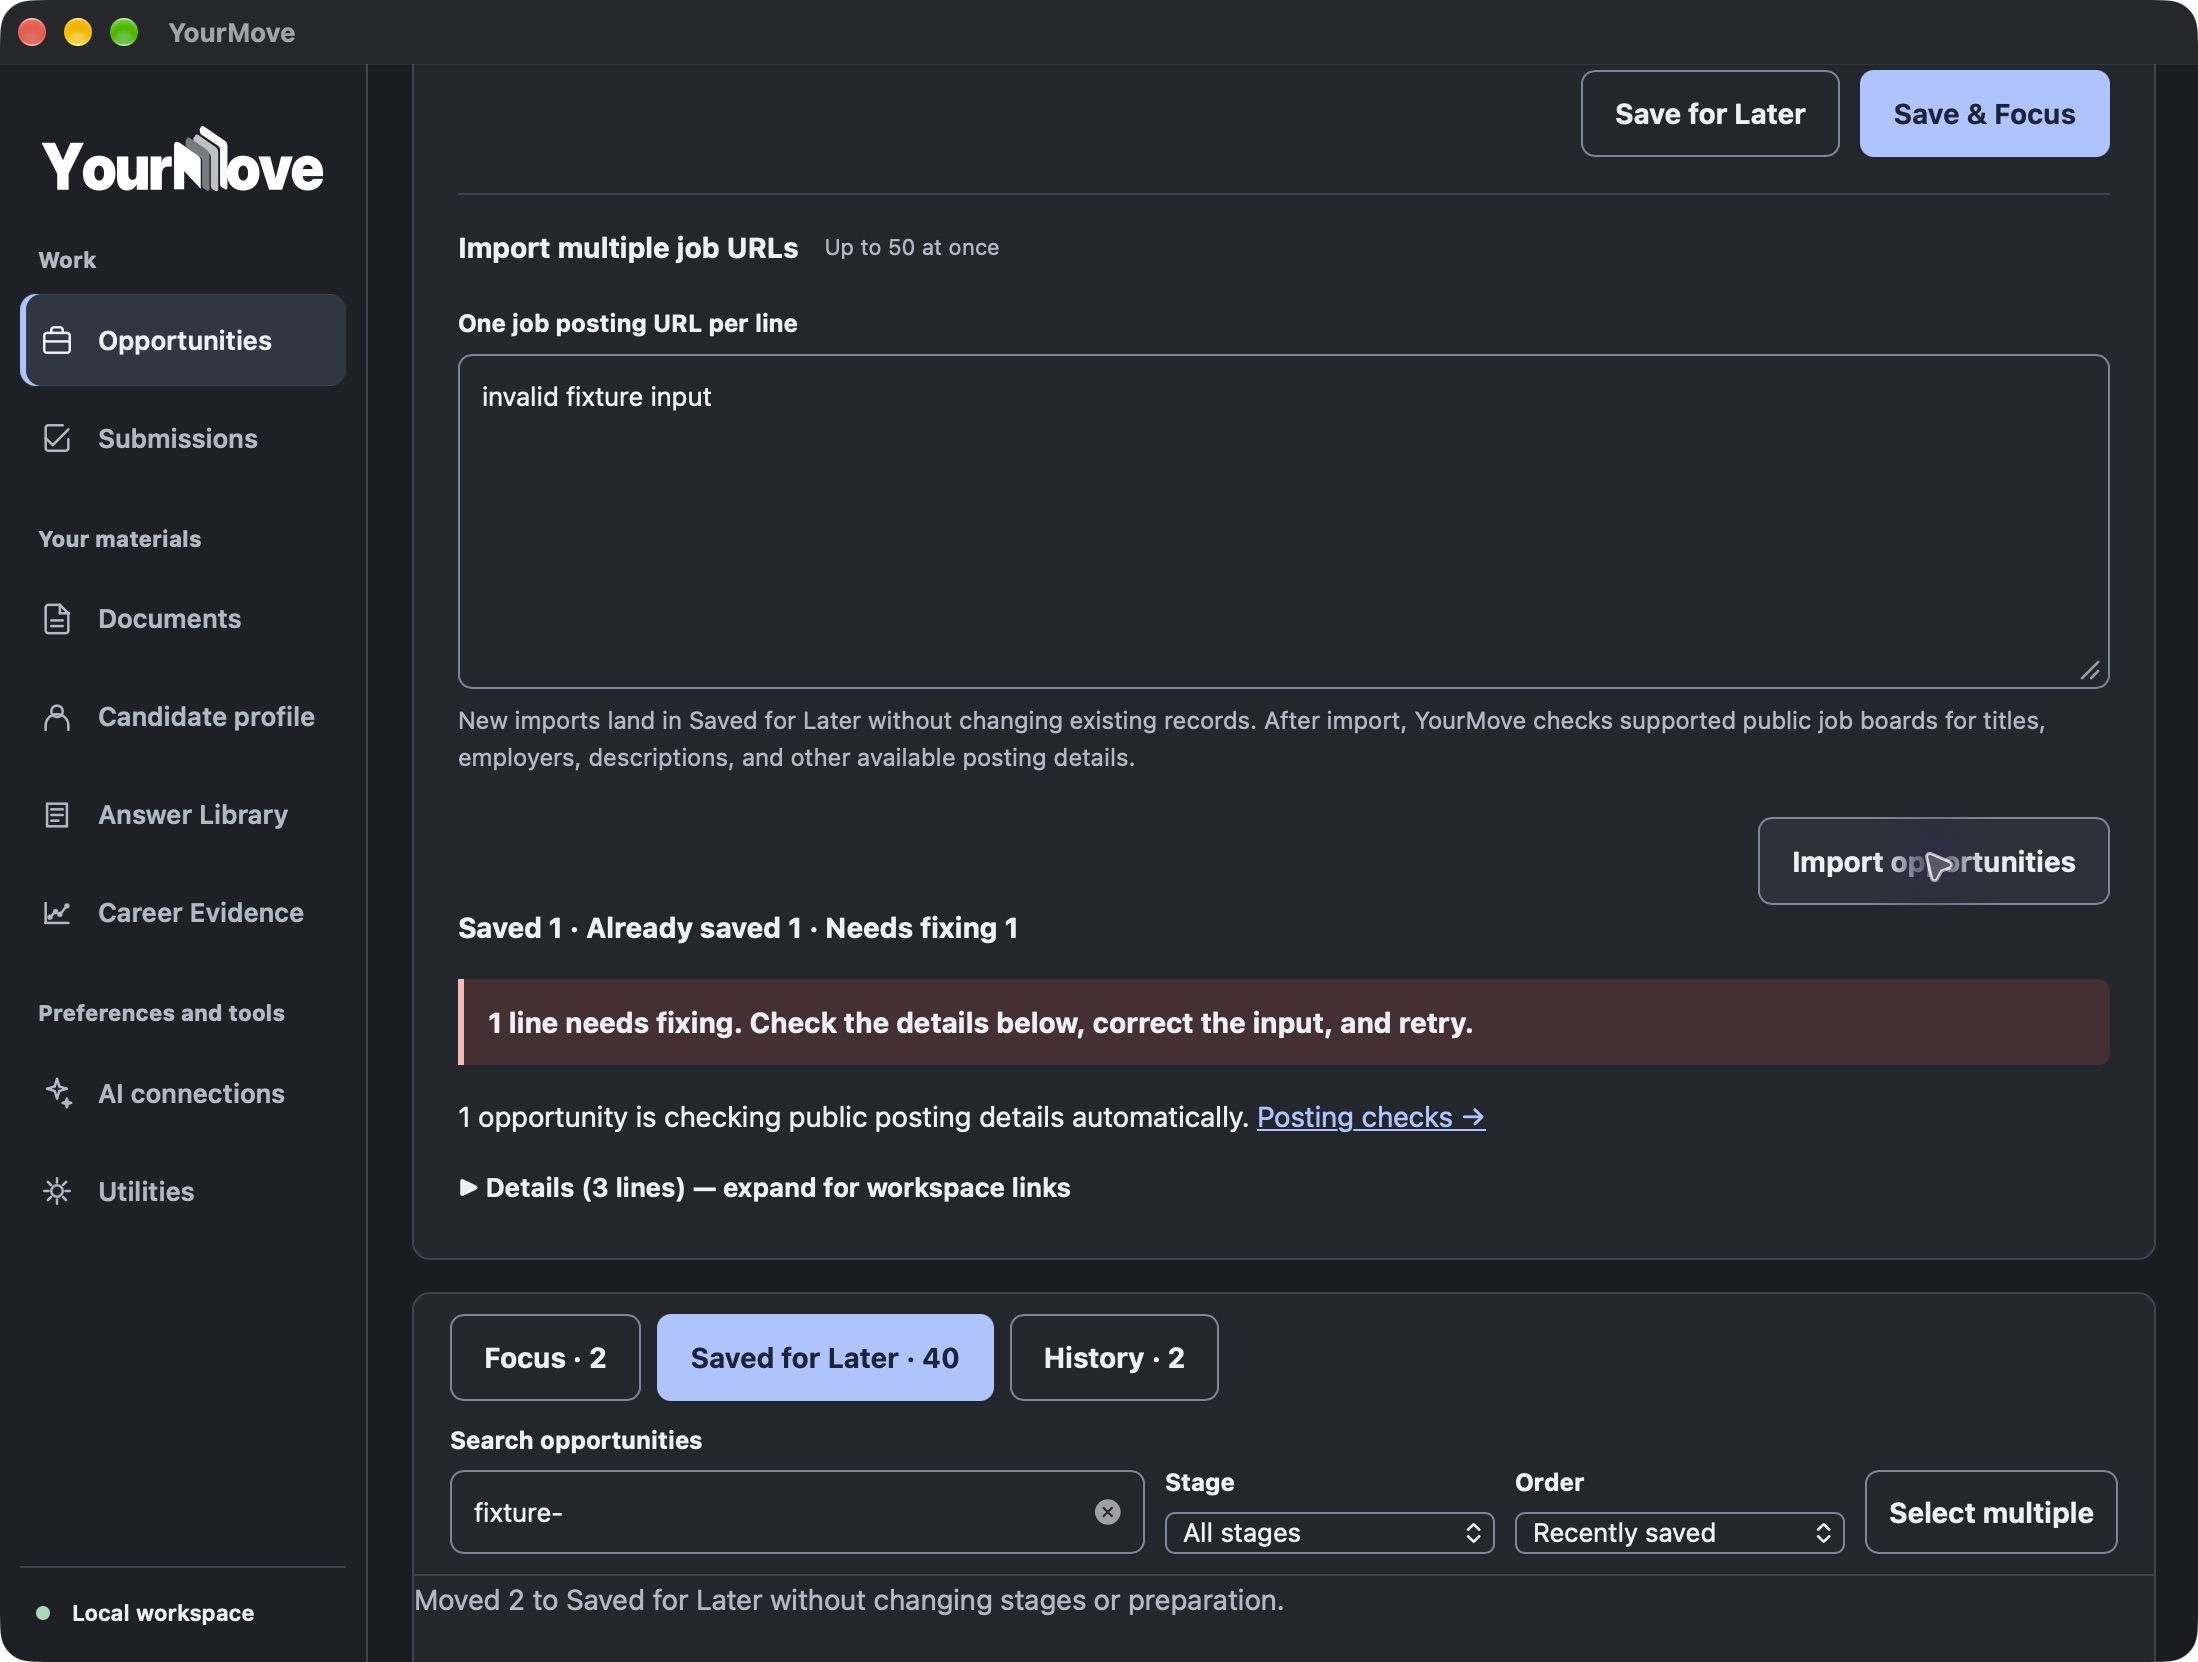 YourMove
YourMove
Work
Opportunities
Submissions
Your materials
Documents
Candidate profile
Answer Library
Career Evidence
Preferences and tools
AI connections
Utilities
Local workspace
Save for Later
Save & Focus
Import multiple job URLs Up to 50 at once
One job posting URL per line
invalid fixture input
New imports land in Saved for Later without changing existing records. After import, YourMove checks supported public job boards for titles,
employers, descriptions, and other available posting details.
Import opportunities
Saved 1 · Already saved 1 · Needs fixing 1
1 line needs fixing. Check the details below, correct the input, and retry.
1 opportunity is checking public posting details automatically. Posting checks →
▶ Details (3 lines) — expand for workspace links
Focus · 2
Saved for Later · 40
History · 2
Search opportunities
fixture-
Stage
All stages
Order
Recently saved
Select multiple
Moved 2 to Saved for Later without changing stages or preparation.